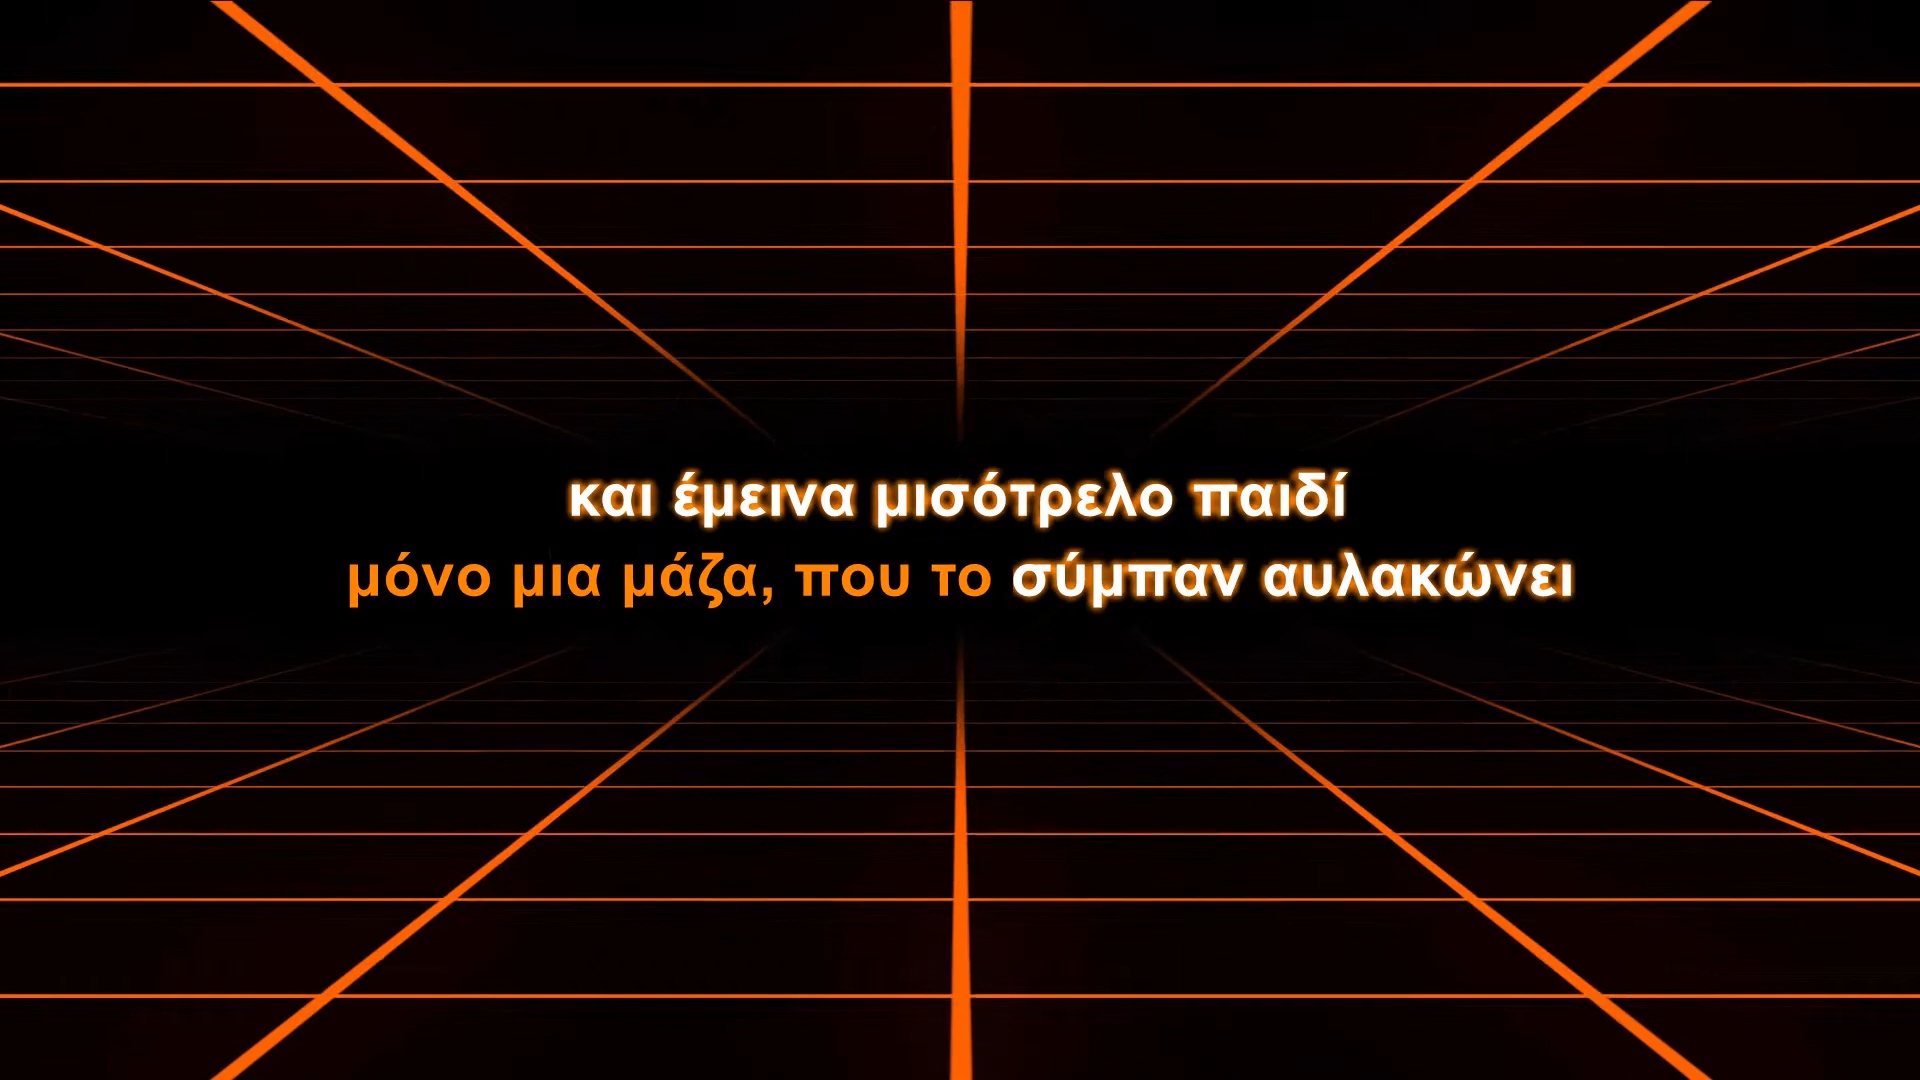 και έμεινα μισότρελο παιδί
μόνο μια μάζα, που το σύμπαν αυλακώνει